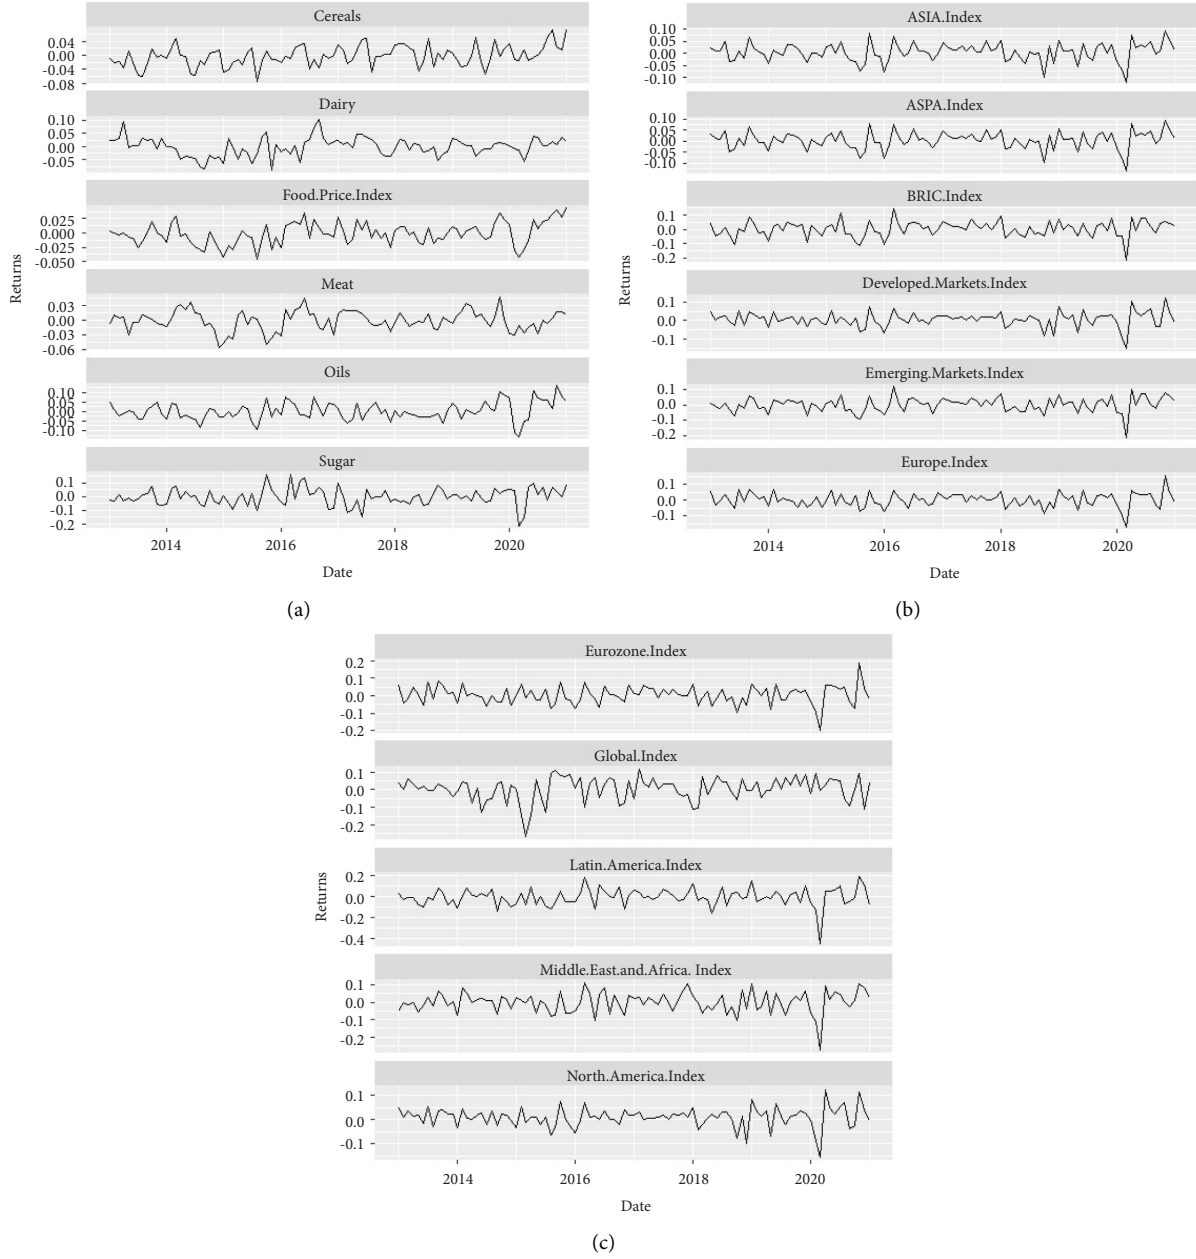 Cereals
0.04
0.00
-0.04
-0.08
Dairy
0.10
0.05
0.00
-0.05
Food.Price.Index
0.025
0.000
-0.025
-0.050
Meat
0.03
0.00
-0.03
-0.06
Oils
0.10
0.05
0.00
-0.05
-0.10
Sugar
0.1
0.0
-0.1
-0.2
Returns
2014 2016 2018 2020
Date
(a)
ASIA.Index
0.10
0.05
0.00
-0.05
-0.10
ASPA.Index
0.05
0.00
-0.05
-0.10
BRIC.Index
0.1
0.0
-0.1
-0.2
Developed.Markets.Index
0.1
0.0
-0.1
Emerging.Markets.Index
0.1
0.0
-0.1
-0.2
Europe.Index
0.1
0.0
-0.1
Returns
2014 2016 2018 2020
Date
(b)
Eurozone.Index
0.2
0.1
0.0
-0.1
-0.2
Global.Index
0.1
0.0
-0.1
-0.2
Latin.America.Index
0.2
0.0
-0.2
-0.4
Middle.East.and.Africa. Index
0.1
0.0
-0.1
-0.2
North.America.Index
0.1
0.0
-0.1
Returns
2014 2016 2018 2020
Date
(c)